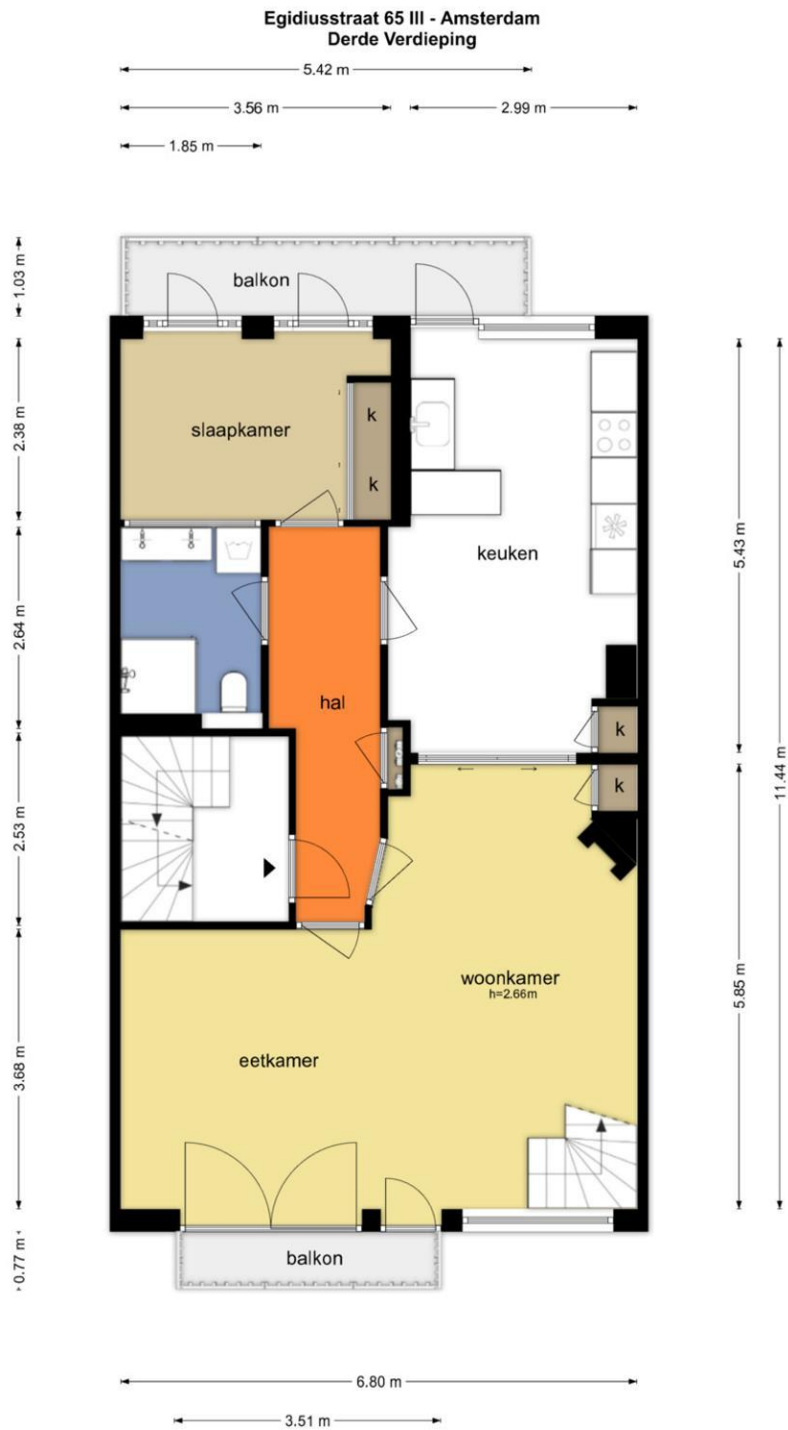 Egidiusstraat 65 III - Amsterdam
Derde Verdieping
5.42 m
3.56 m
2.99 m
1.85 m
1.03 m
balkon
2.38 m
slaapkamer
k
k
keuken
5.43 m
2.64 m
hal
k
k
11.44 m
2.53 m
woonkamer
h=2.66m
5.85 m
eetkamer
3.68 m
balkon
0.77 m
6.80 m
3.51 m